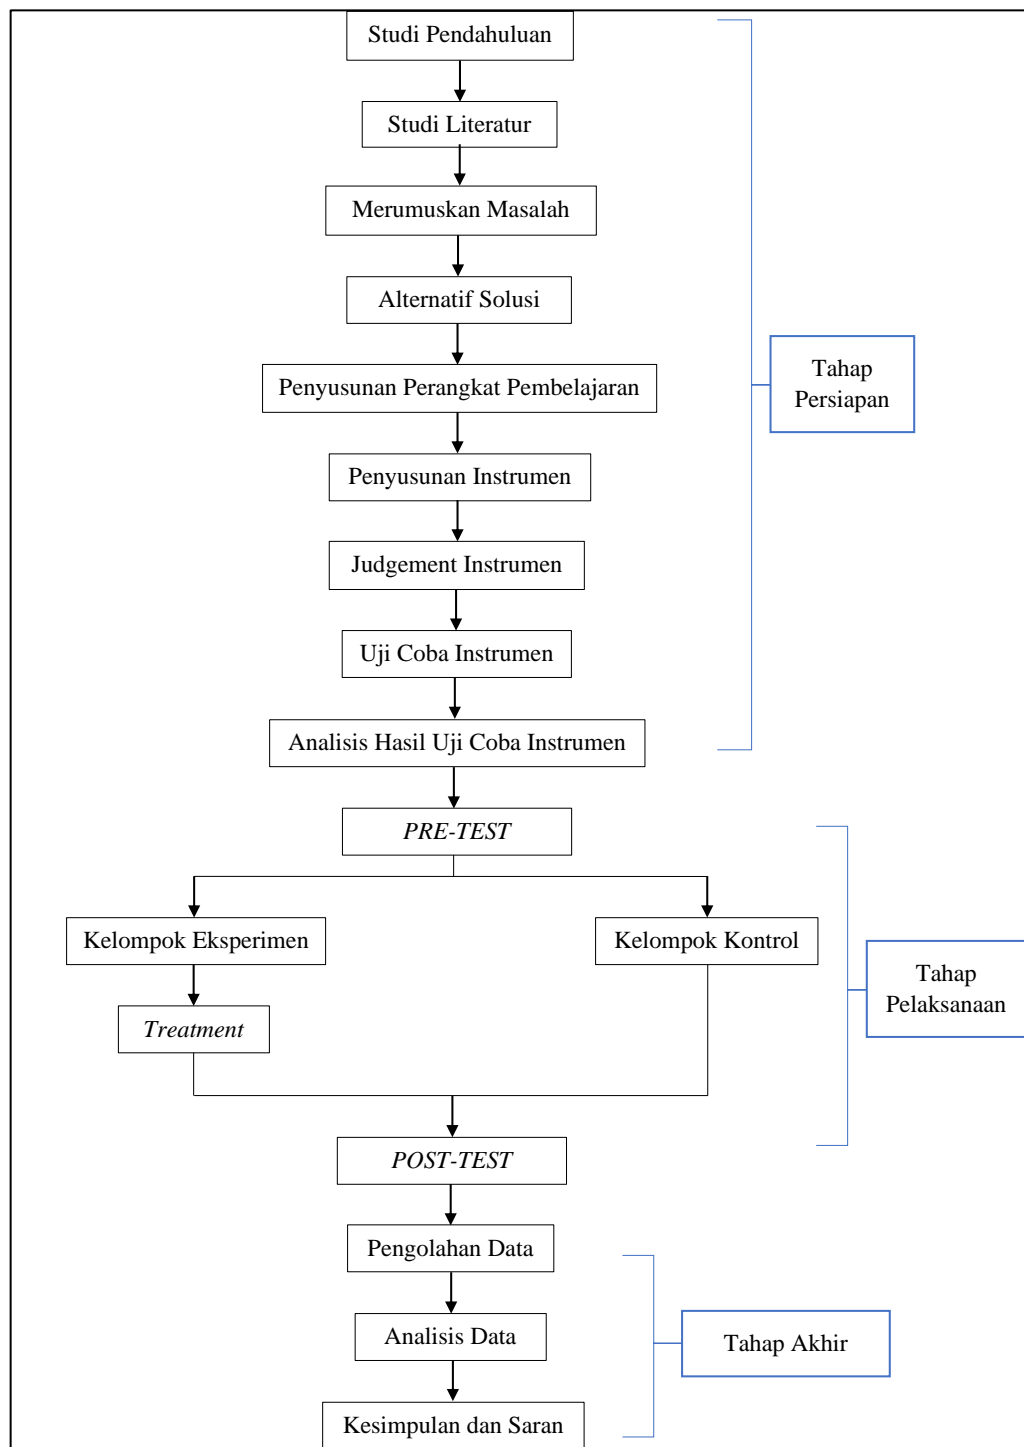 Studi Pendahuluan
Studi Literatur
Merumuskan Masalah
Alternatif Solusi
Penyusunan Perangkat Pembelajaran
Penyusunan Instrumen
Judgement Instrumen
Uji Coba Instrumen
Analisis Hasil Uji Coba Instrumen
Tahap
Persiapan
PRE-TEST
Kelompok Eksperimen
Kelompok Kontrol
Treatment
POST-TEST
Tahap
Pelaksanaan
Pengolahan Data
Analisis Data
Kesimpulan dan Saran
Tahap Akhir